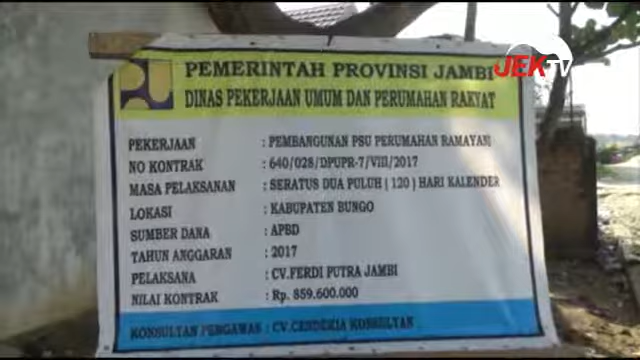 JEKTV
PEMERINTAH PROVINSI JAMBI
DINAS PEKERJAAN UMUM DAN PERUMAHAN RAKYAT
PEKERJAAN : PEMBANGUNAN PSU PERUMAHAN RAMAYANI
NO KONTRAK : 640/028/DPUPR-7/VIII/2017
MASA PELAKSANAN : SERATUS DUA PULUH ( 120 ) HARI KALENDER
LOKASI : KABUPATEN BUNGO
SUMBER DANA : APBD
TAHUN ANGGARAN : 2017
PELAKSANA : CV.FERDI PUTRA JAMBI
NILAI KONTRAK : Rp. 859.600.000
KONSULTAN PENGAWAS : CV.CENDEKIA KONSULTAN